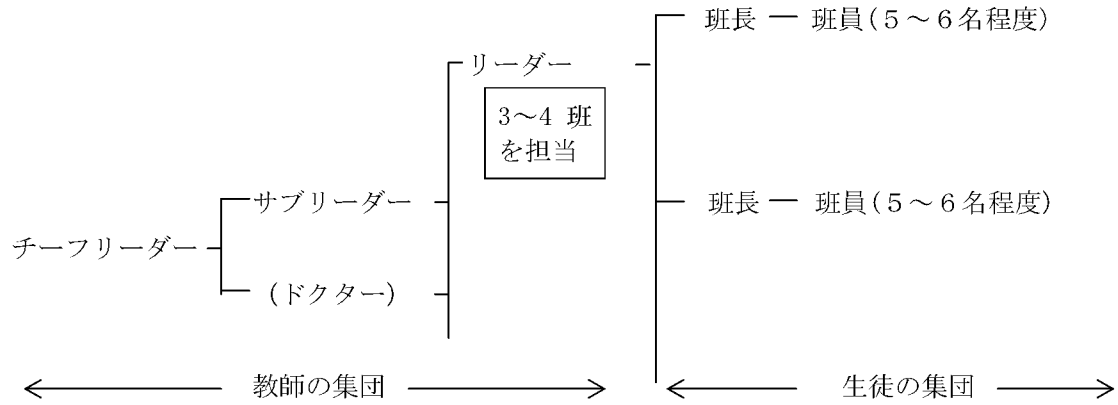 班長 ― 班員(5～6名程度)
リーダー
3～4 班
を担当
サブリーダー
班長 ― 班員(5～6名程度)
チーフリーダー
(ドクター)
教師の集団
生徒の集団